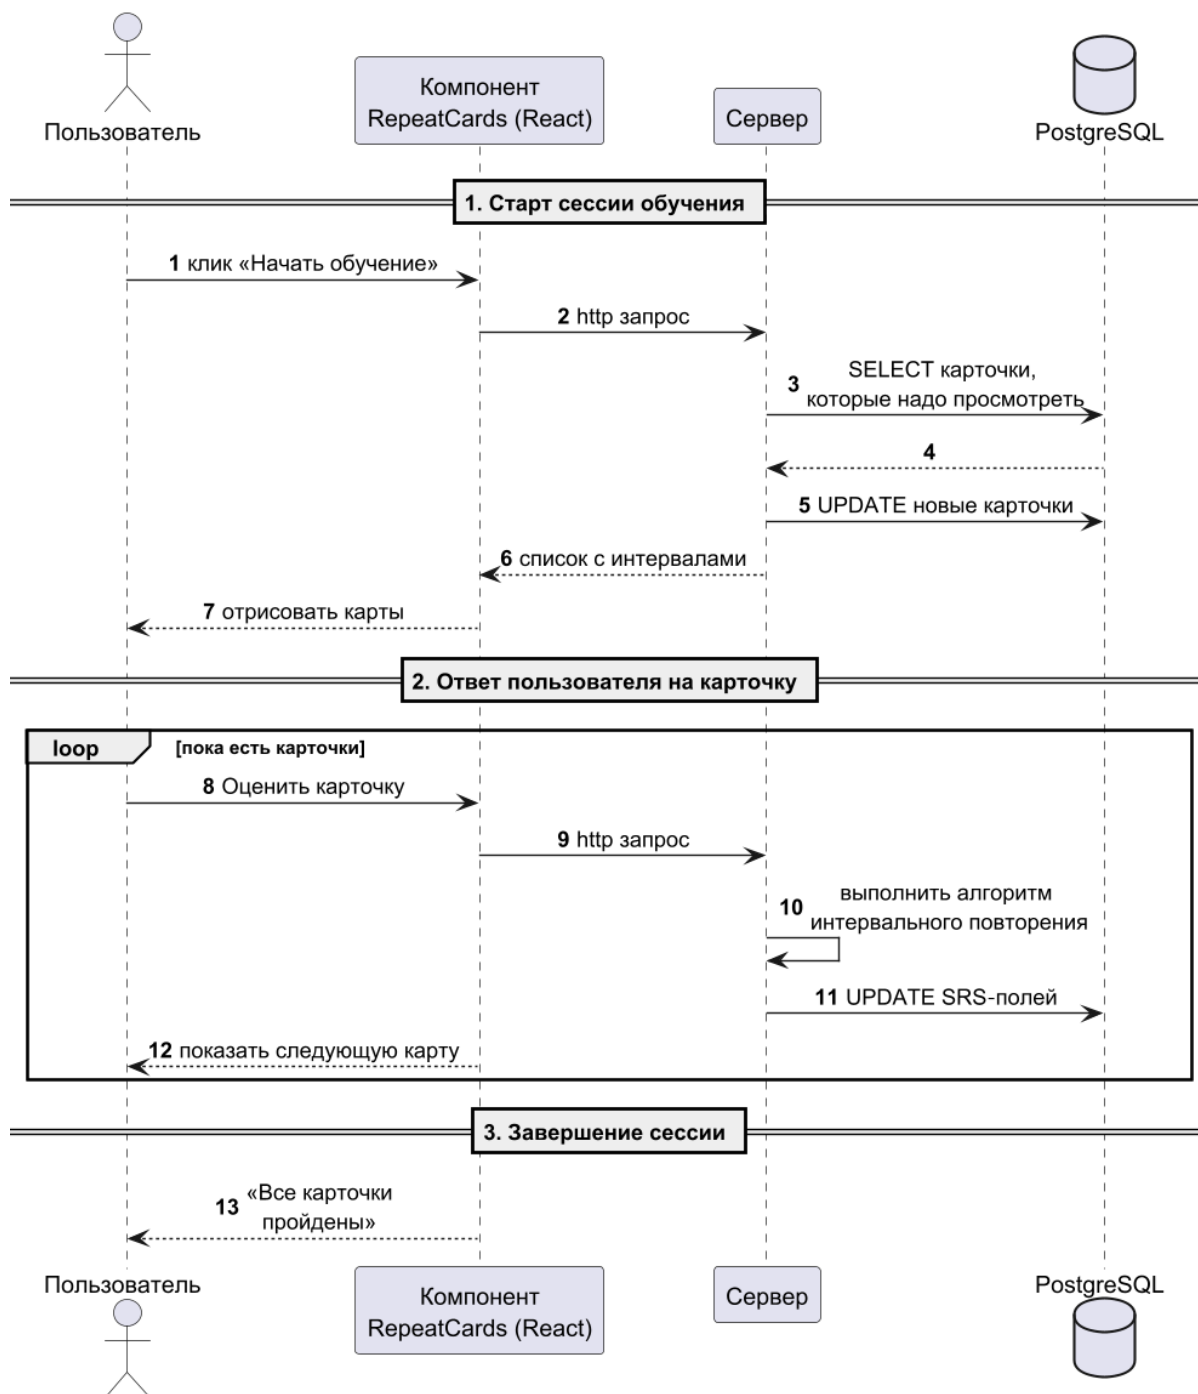 Пользователь
Компонент
RepeatCards (React)
Сервер
PostgreSQL
1. Старт сессии обучения
1 клик «Начать обучение»
2 http запрос
3 SELECT карточки,
которые надо просмотреть
4
5 UPDATE новые карточки
6 список с интервалами
7 отрисовать карты
2. Ответ пользователя на карточку
loop [пока есть карточки]
8 Оценить карточку
9 http запрос
10 выполнить алгоритм
интервального повторения
11 UPDATE SRS-полей
12 показать следующую карту
3. Завершение сессии
13 «Все карточки
пройдены»
Пользователь
Компонент
RepeatCards (React)
Сервер
PostgreSQL